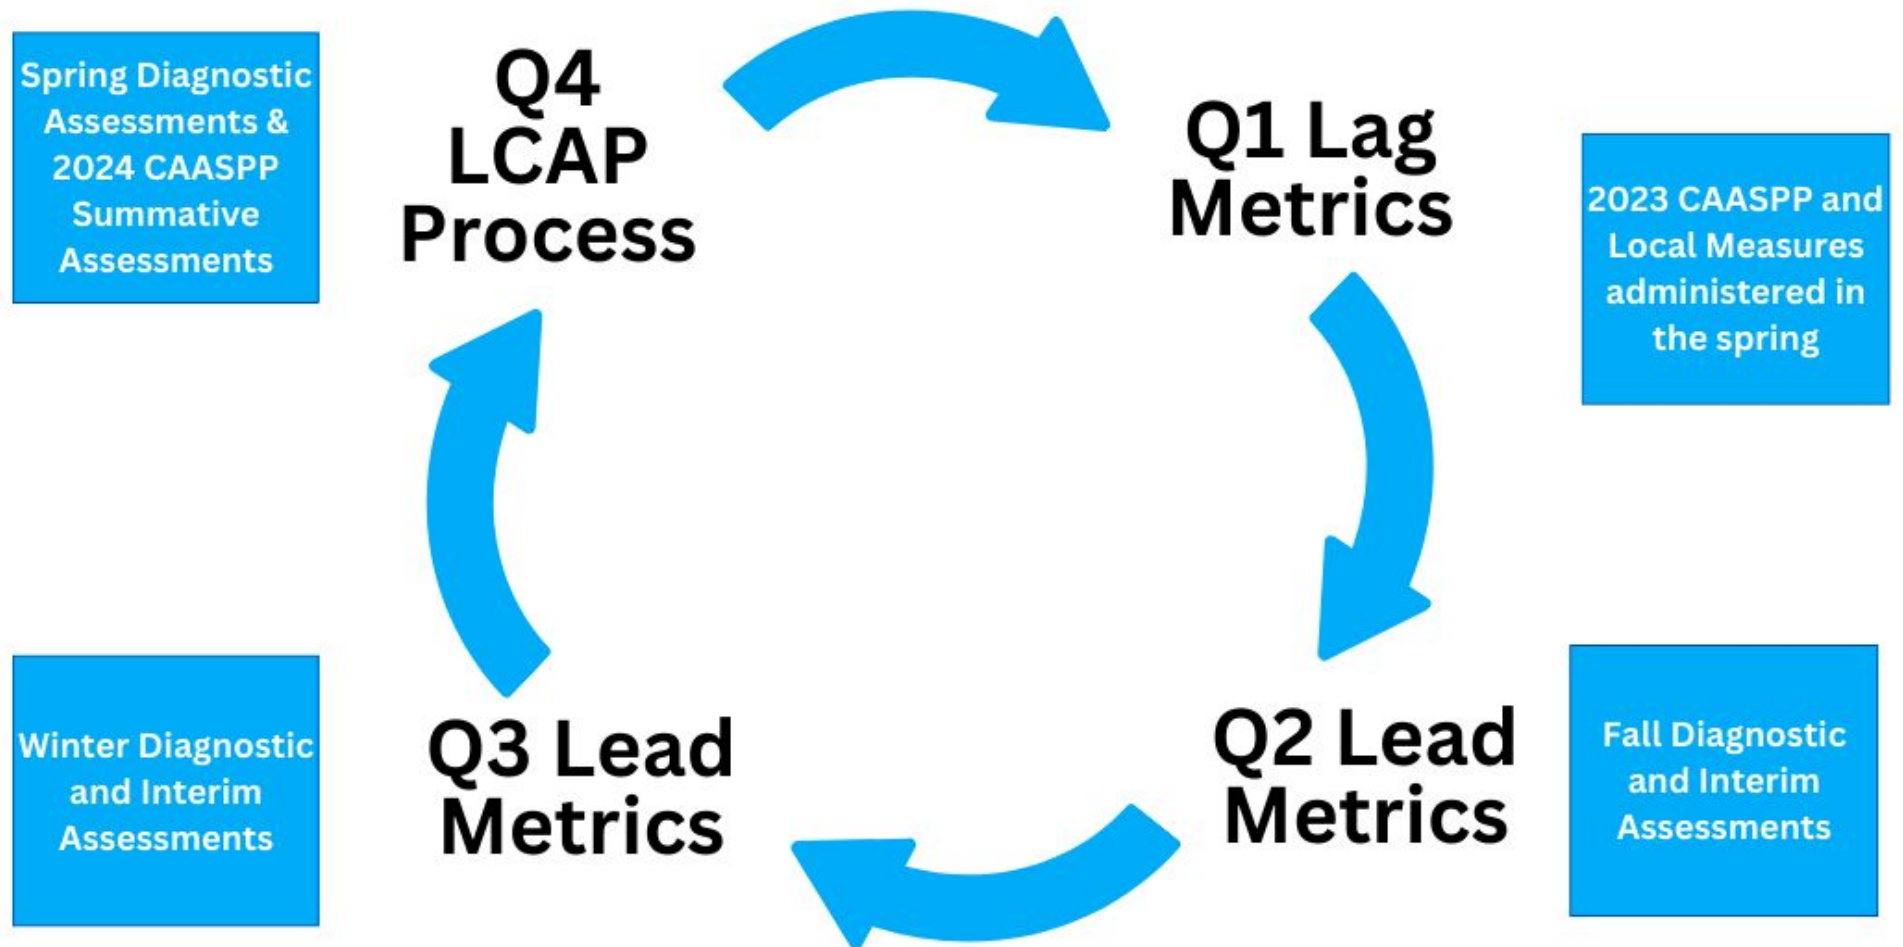 Spring Diagnostic
Assessments &
2024 CAASPP
Summative
Assessments
Q4
LCAP
Process
Q1 Lag
Metrics
2023 CAASPP and
Local Measures
administered in
the spring
Winter Diagnostic
and Interim
Assessments
Q3 Lead
Metrics
Q2 Lead
Metrics
Fall Diagnostic
and Interim
Assessments